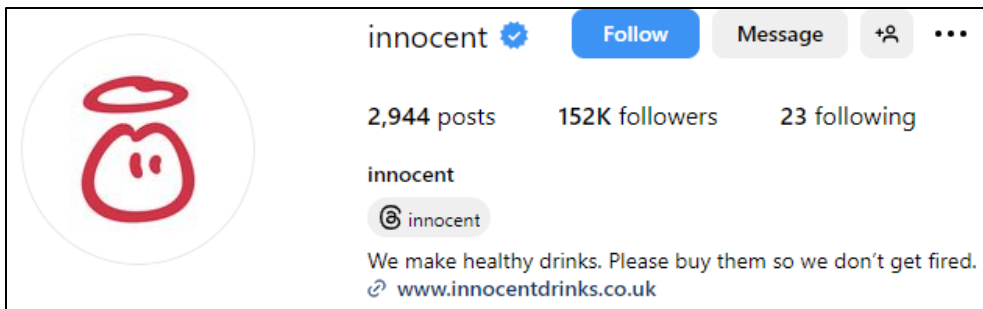 innocent Follow Message
2,944 posts 152K followers 23 following
innocent
innocent
We make healthy drinks. Please buy them so we don't get fired.
www.innocentdrinks.co.uk